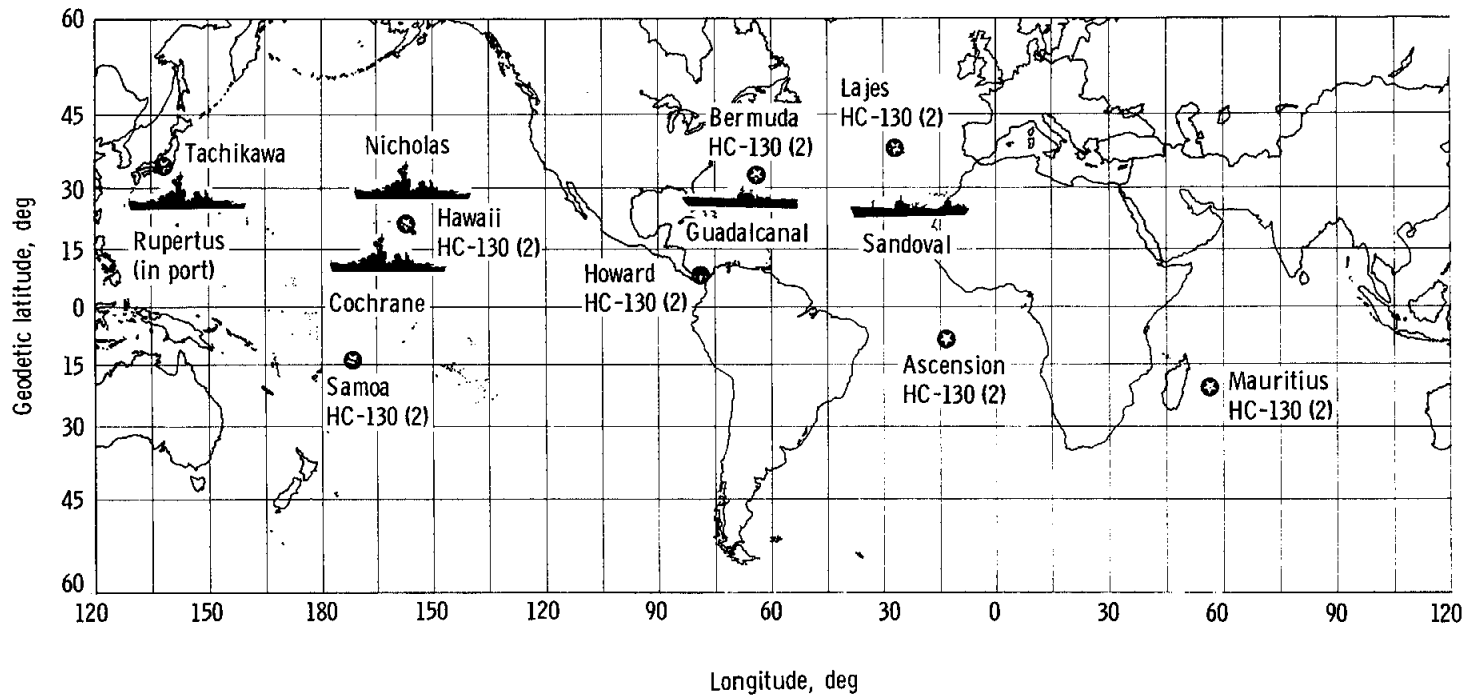 60
45
30
15
0
15
30
45
60
Geodetic latitude, deg
Tachikawa
Rupertus
(in port)
Nicholas
Hawaii
HC-130 (2)
Cochrane
Samoa
HC-130 (2)
Bermuda
HC-130 (2)
Guadalcanal
Howard
HC-130 (2)
Lajes
HC-130 (2)
Sandoval
Ascension
HC-130 (2)
Mauritius
HC-130 (2)
120 150 180 150 120 90 60 30 0 30 60 90 120
Longitude, deg